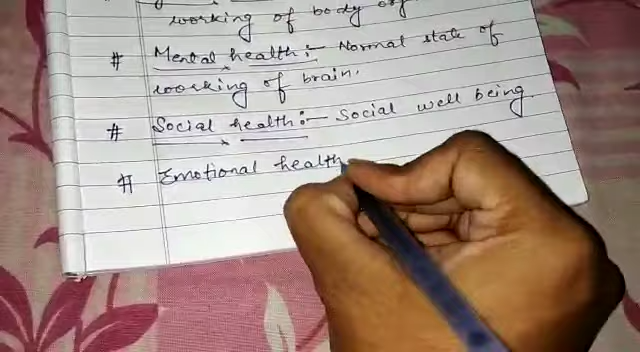 working of body
# Mental health:- Normal state of
working of brain.
# Social health:- Social well being
# Emotional health